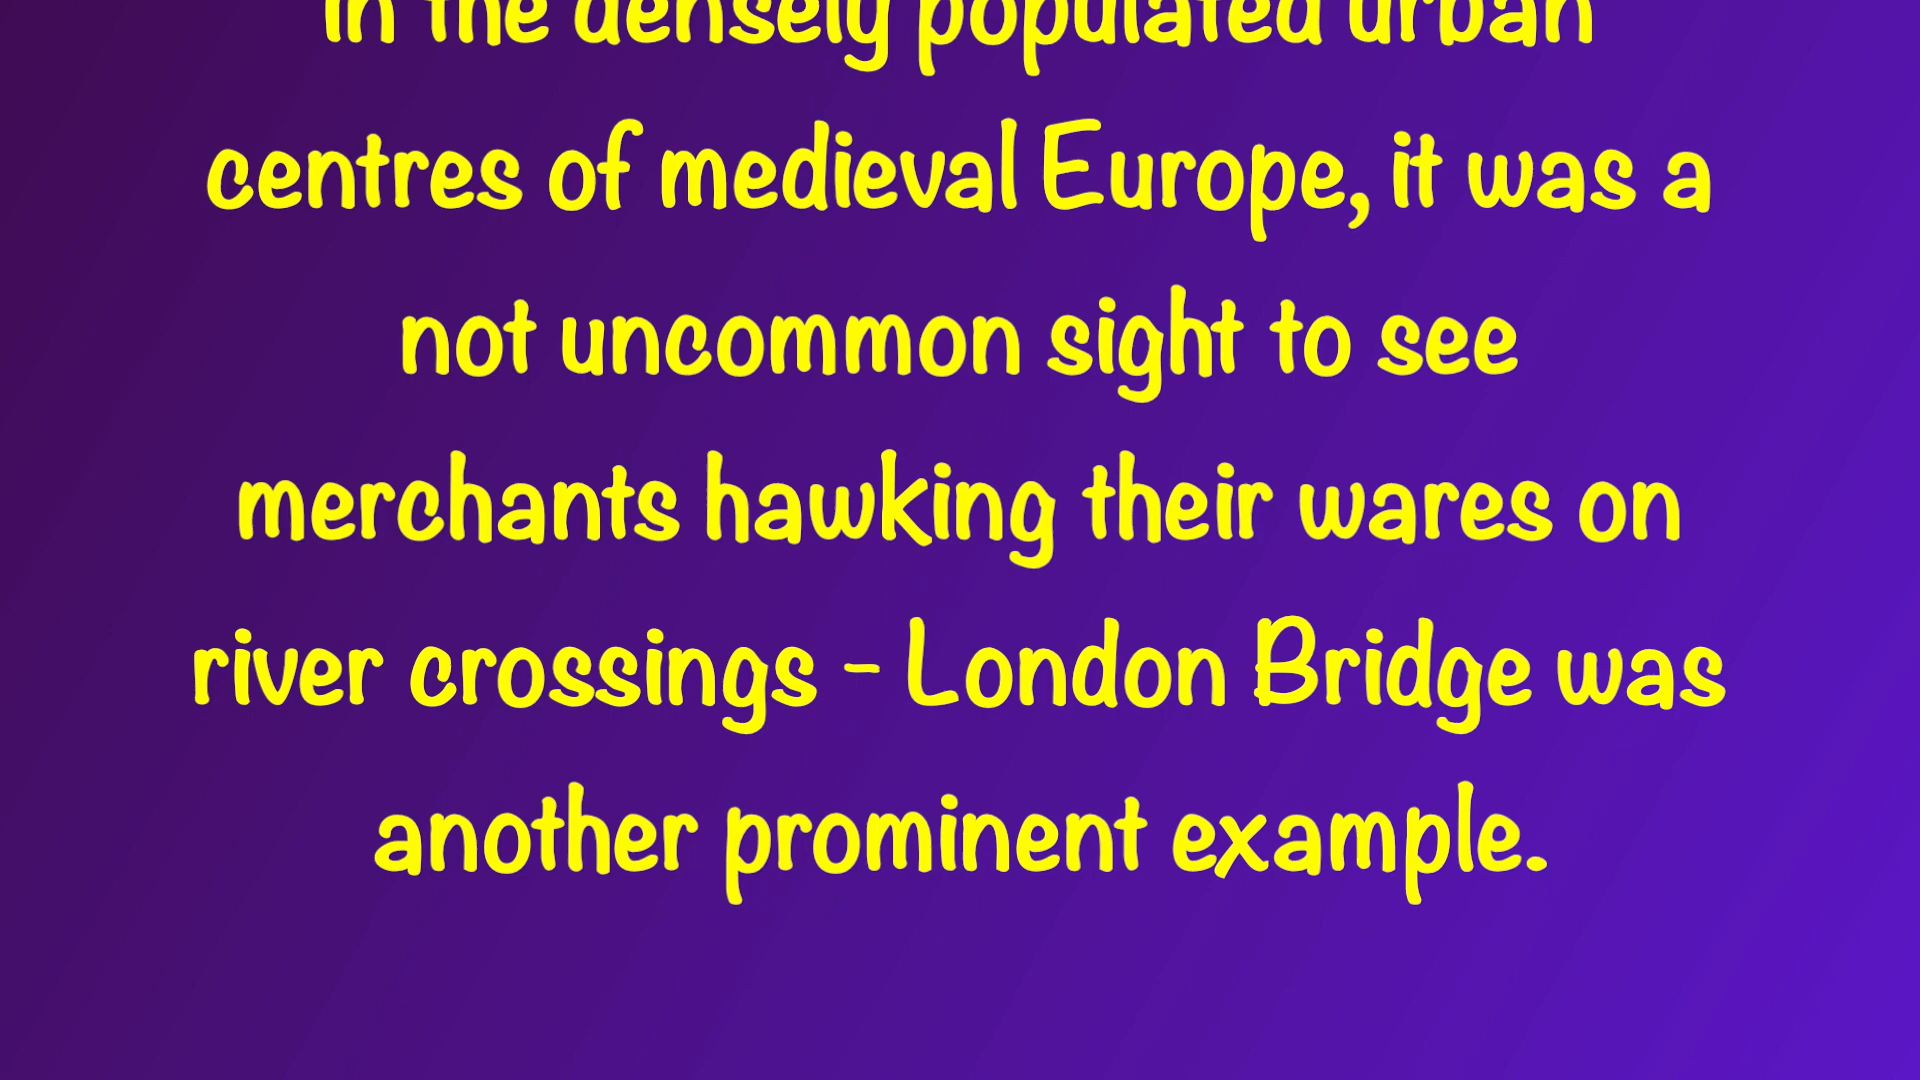 in the densely populated urban
centres of medieval Europe, it was a
not uncommon sight to see
merchants hawking their wares on
river crossings - London Bridge was
another prominent example.